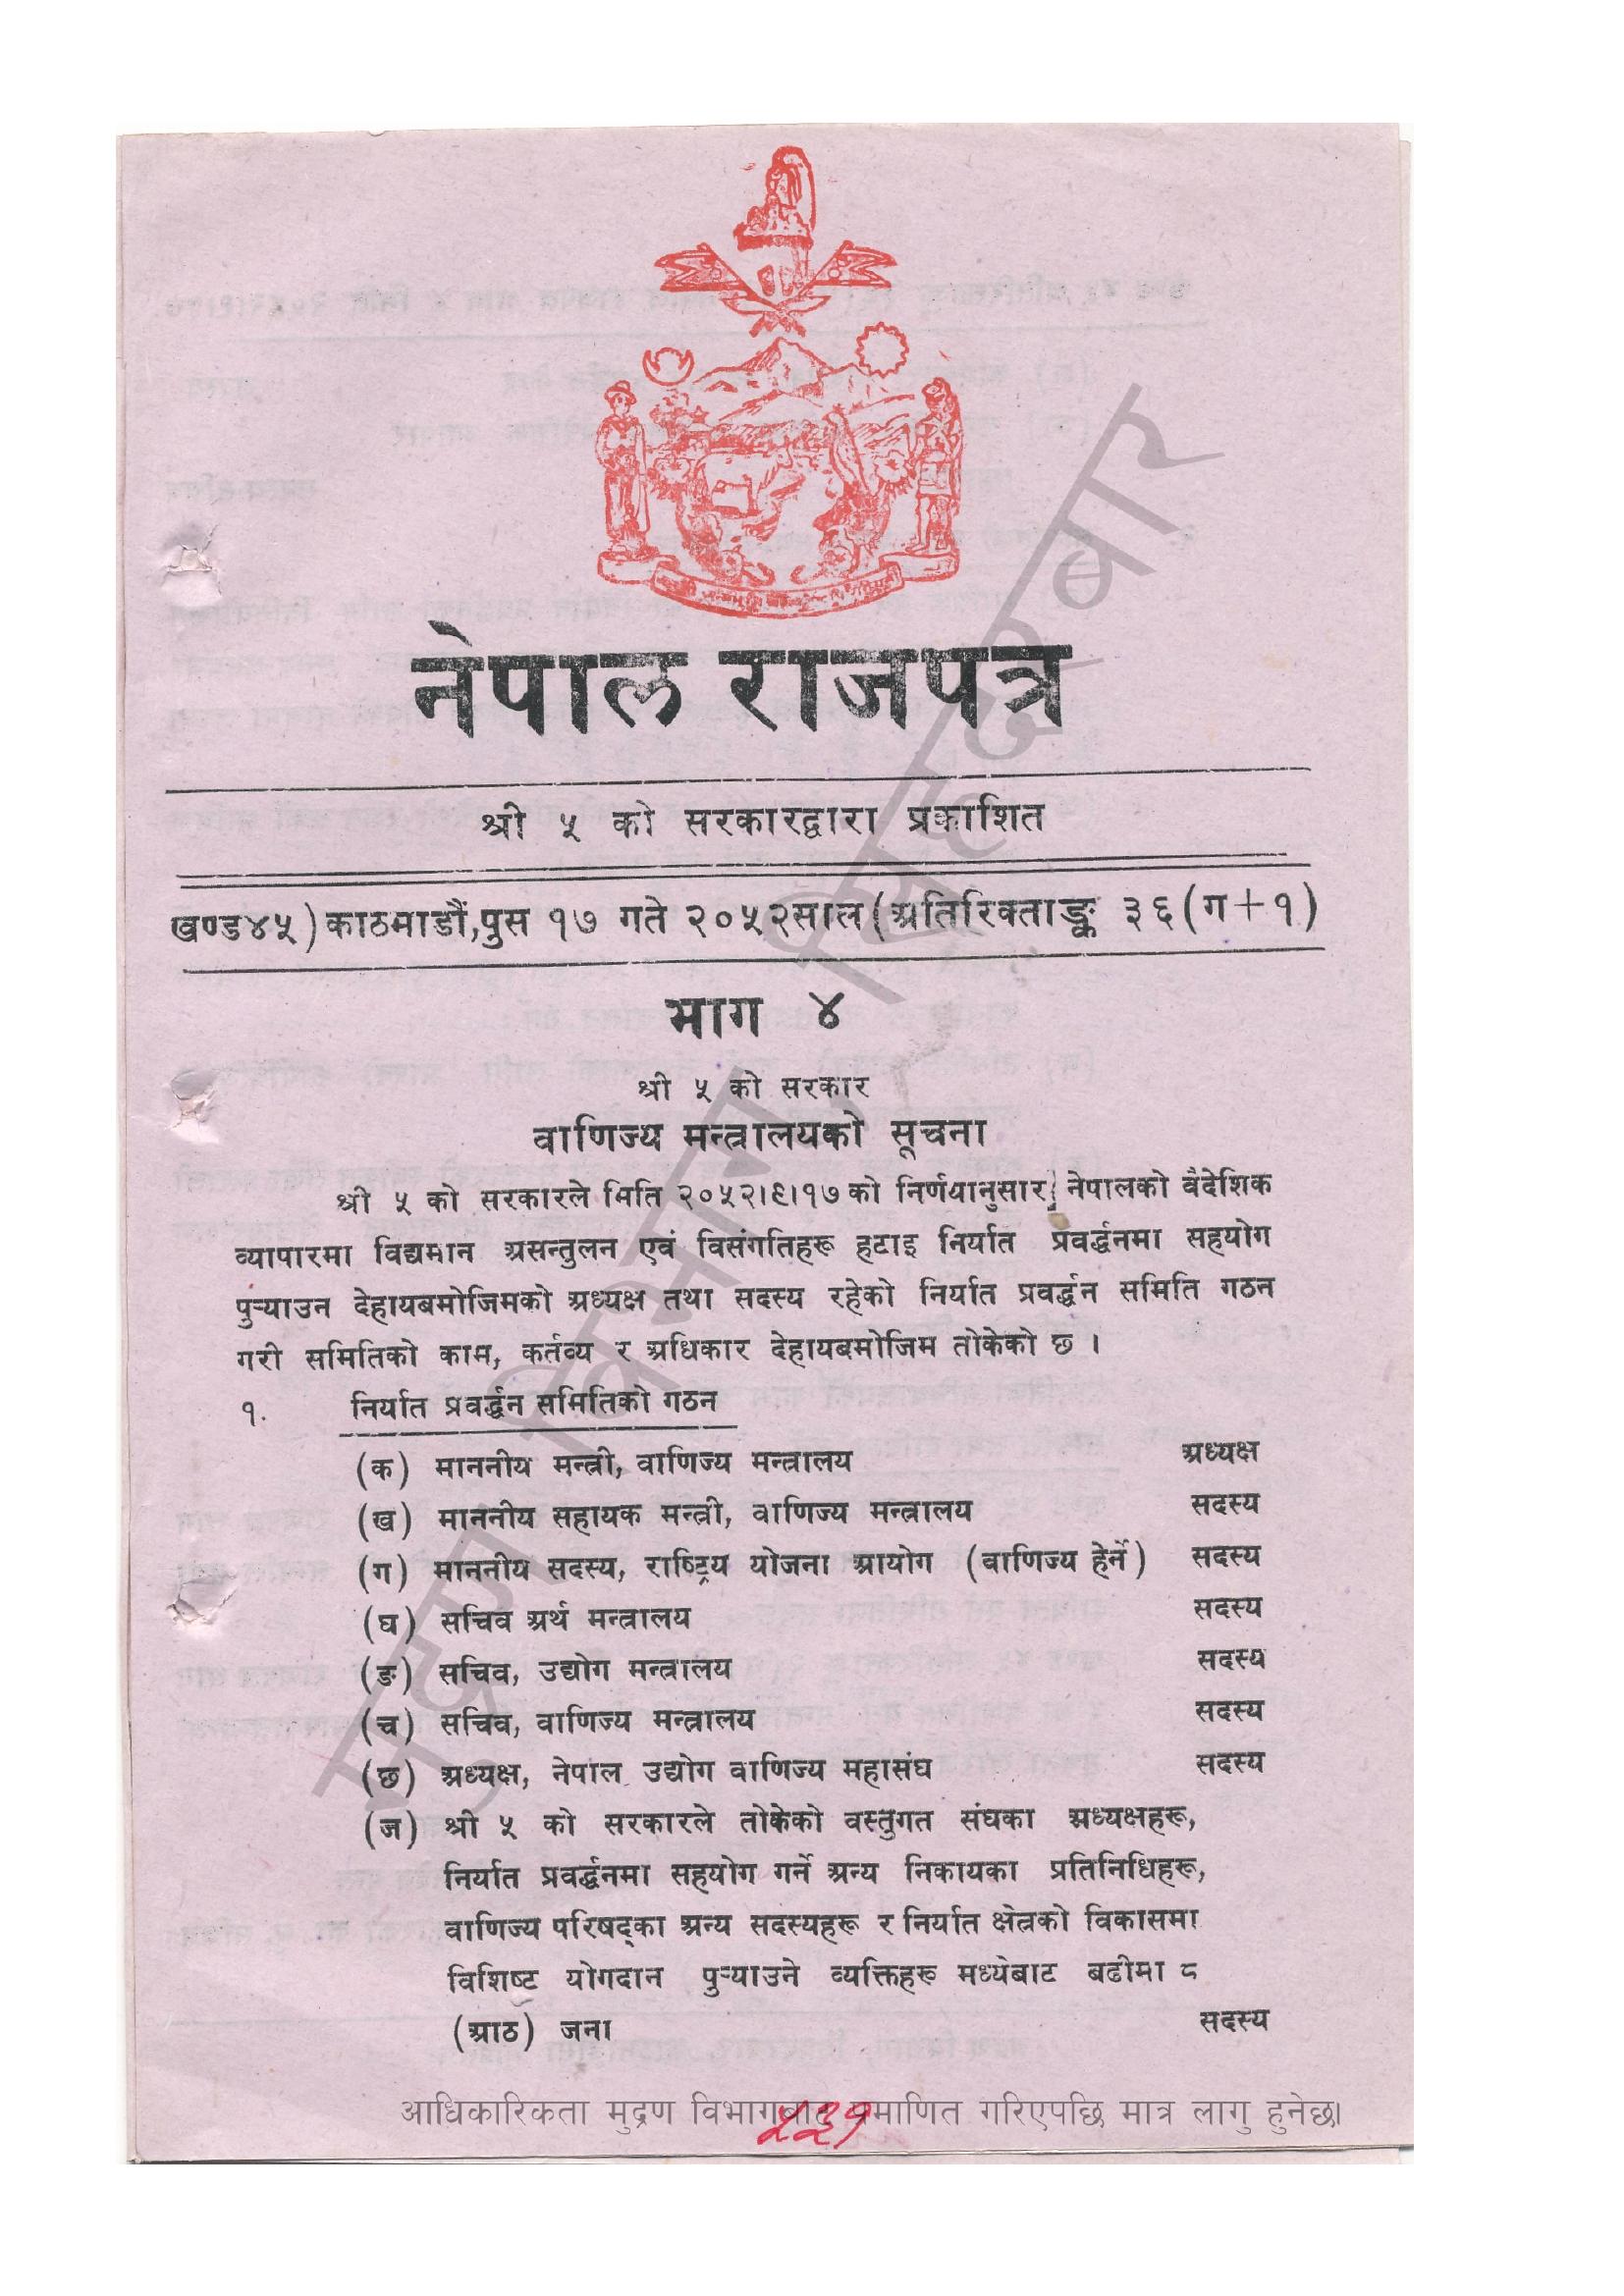 नेपाल राजपत्र
श्री ५ को सरकारद्वारा प्रकाशित
खण्ड४५) काठमाडौं,पुस १७ गते २०५२साल(अतिरिक्ताङ्क ३६(ग+१)
भाग ४
श्री ५ को सरकार
वाणिज्य मन्त्रालयको सूचना
श्री ५ को सरकारले मिति २०५२।९।१७ को निर्णयानुसार नेपालको वैदेशिक
व्यापारमा विद्यमान असन्तुलन एवं विसंगतिहरू हटाइ निर्यात प्रवर्द्धनमा सहयोग
पुऱ्याउन देहायबमोजिमको अध्यक्ष तथा सदस्य रहेको निर्यात प्रवर्द्धन समिति गठन
गरी समितिको काम, कर्तव्य र अधिकार देहायबमोजिम तोकेको छ ।
१. निर्यात प्रवर्द्धन समितिको गठन
(क) माननीय मन्त्री, वाणिज्य मन्त्रालय अध्यक्ष
(ख) माननीय सहायक मन्त्री, वाणिज्य मन्त्रालय सदस्य
(ग) माननीय सदस्य, राष्ट्रिय योजना आयोग (वाणिज्य हेर्ने) सदस्य
(घ) सचिव अर्थ मन्त्रालय सदस्य
(ङ) सचिव, उद्योग मन्त्रालय सदस्य
(च) सचिव, वाणिज्य मन्त्रालय सदस्य
(छ) अध्यक्ष, नेपाल उद्योग वाणिज्य महासंघ सदस्य
(ज) श्री ५ को सरकारले तोकेको वस्तुगत संघका अध्यक्षहरू,
निर्यात प्रवर्द्धनमा सहयोग गर्ने अन्य निकायका प्रतिनिधिहरू,
वाणिज्य परिषद्का अन्य सदस्यहरू र निर्यात क्षेत्रको विकासमा
विशिष्ट योगदान पुऱ्याउने व्यक्तिहरू मध्येबाट बढीमा ८
(आठ) जना सदस्य
मुद्रण विभाग, सिंहदरबार
आधिकारिकता मुद्रण विभागबाट प्रमाणित गरिएपछि मात्र लागु हुनेछ।